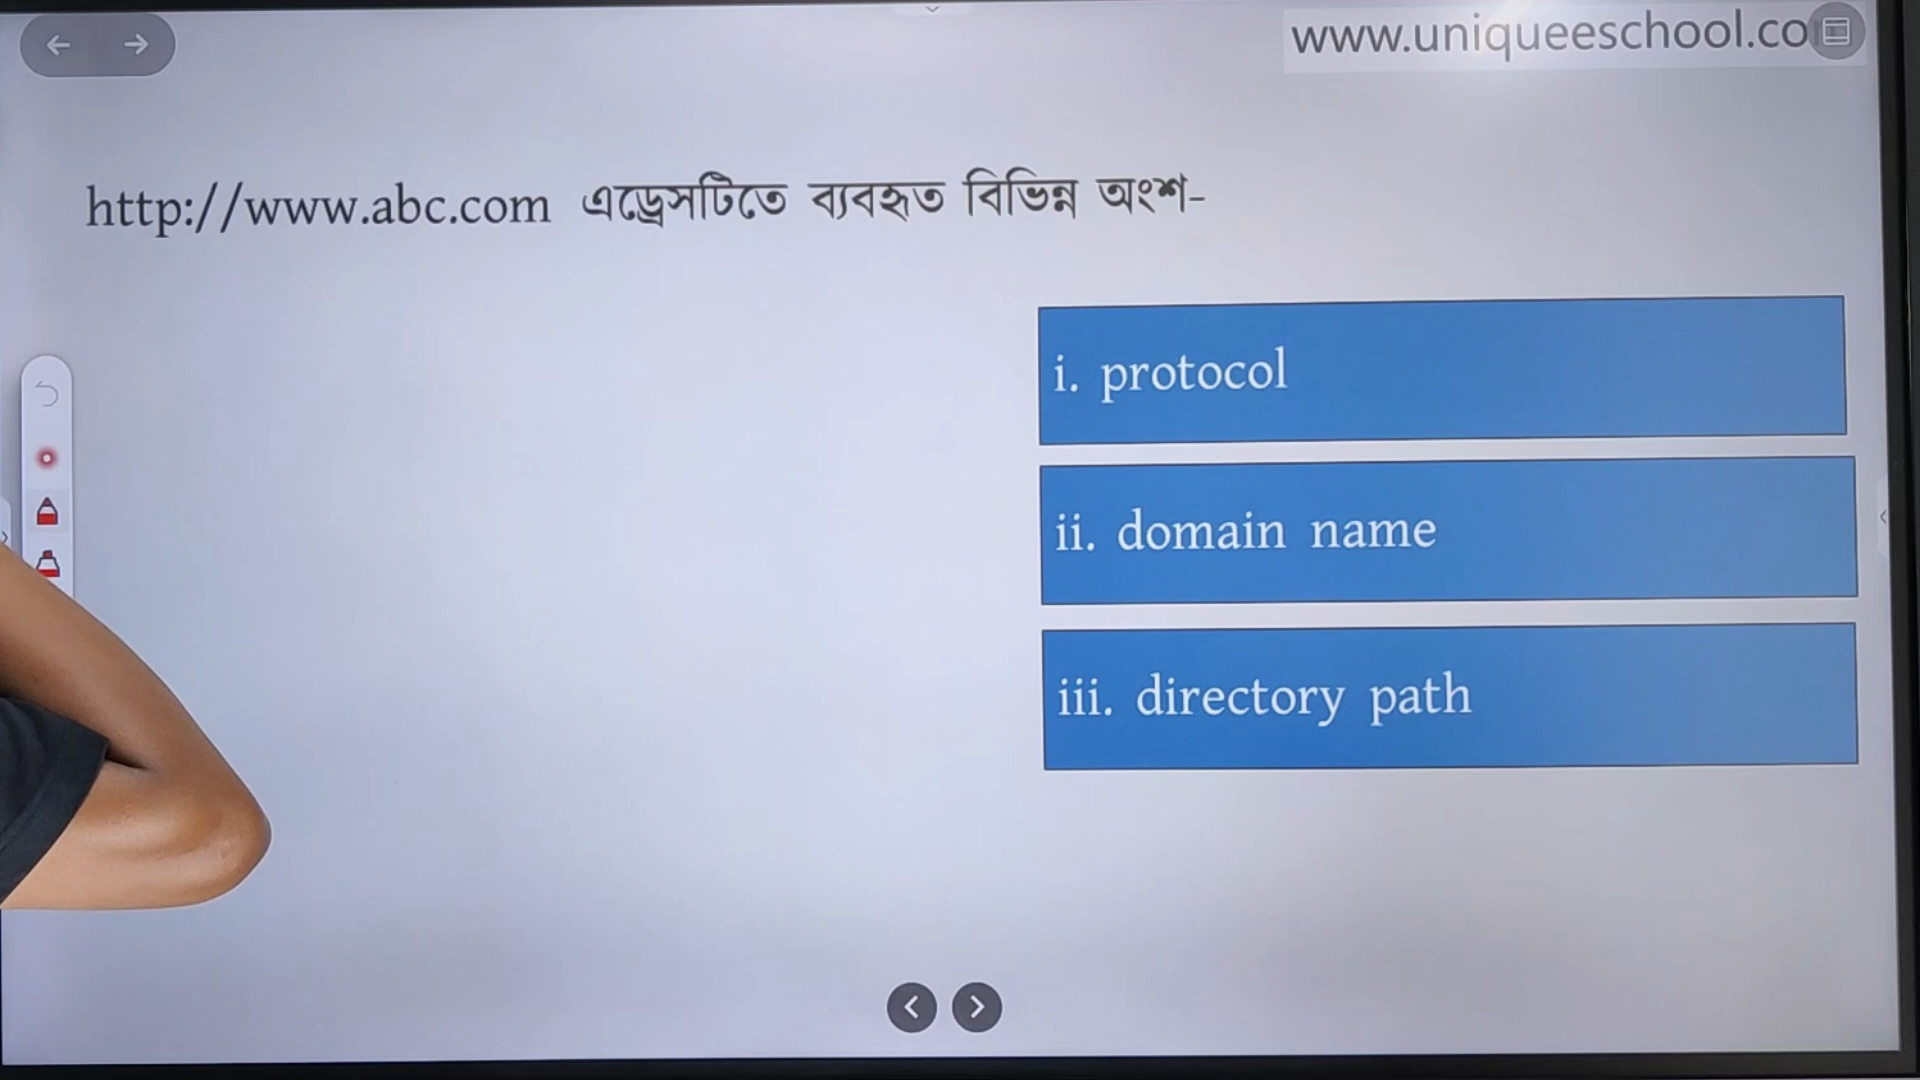 www.uniqueeschool.co
http://www.abc.com এড্রেসটিতে ব্যবহৃত বিভিন্ন অংশ-
i. protocol
ii. domain name
iii. directory path